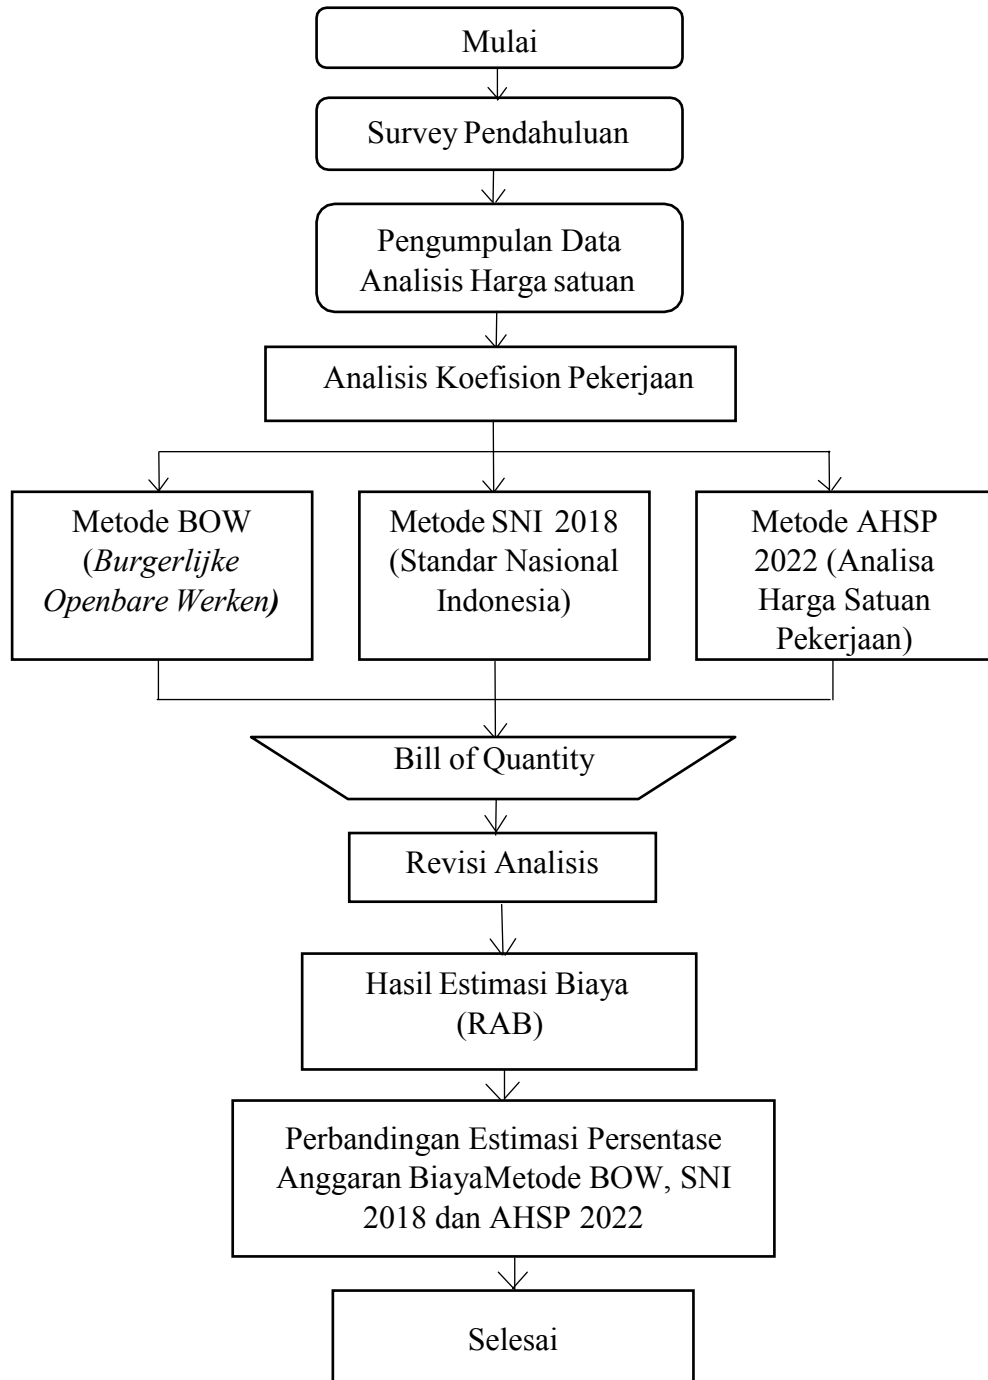 Mulai
Survey Pendahuluan
Pengumpulan Data
Analisis Harga satuan
Analisis Koefision Pekerjaan
Metode BOW
(Burgerlijke
Openbare Werken)
Metode SNI 2018
(Standar Nasional
Indonesia)
Metode AHSP
2022 (Analisa
Harga Satuan
Pekerjaan)
Bill of Quantity
Revisi Analisis
Hasil Estimasi Biaya
(RAB)
Perbandingan Estimasi Persentase
Anggaran BiayaMetode BOW, SNI
2018 dan AHSP 2022
Selesai